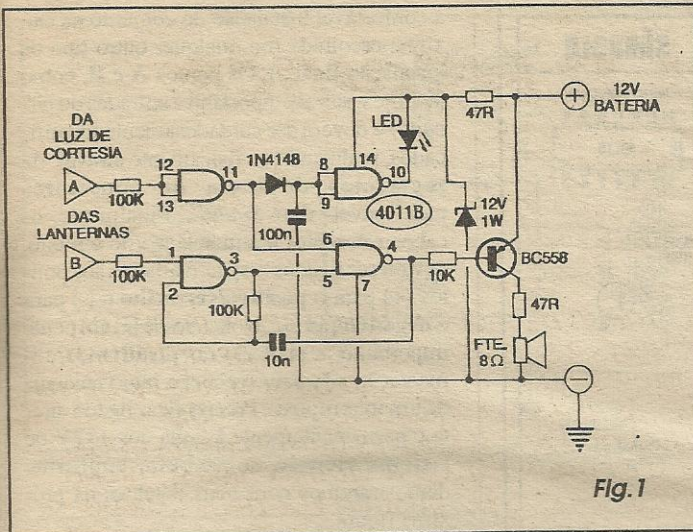 DA
LUZ DE
CORTESIA
A
100K
12
13
11
1N4148
8
9
14
10
LED
47R
12V
BATERIA
4011B
100n
12V
1W
DAS
LANTERNAS
B
100K
1
2
3
6
5
4
7
10K
BC558
100K
10n
47R
FTE.
8Ω
Fig.1